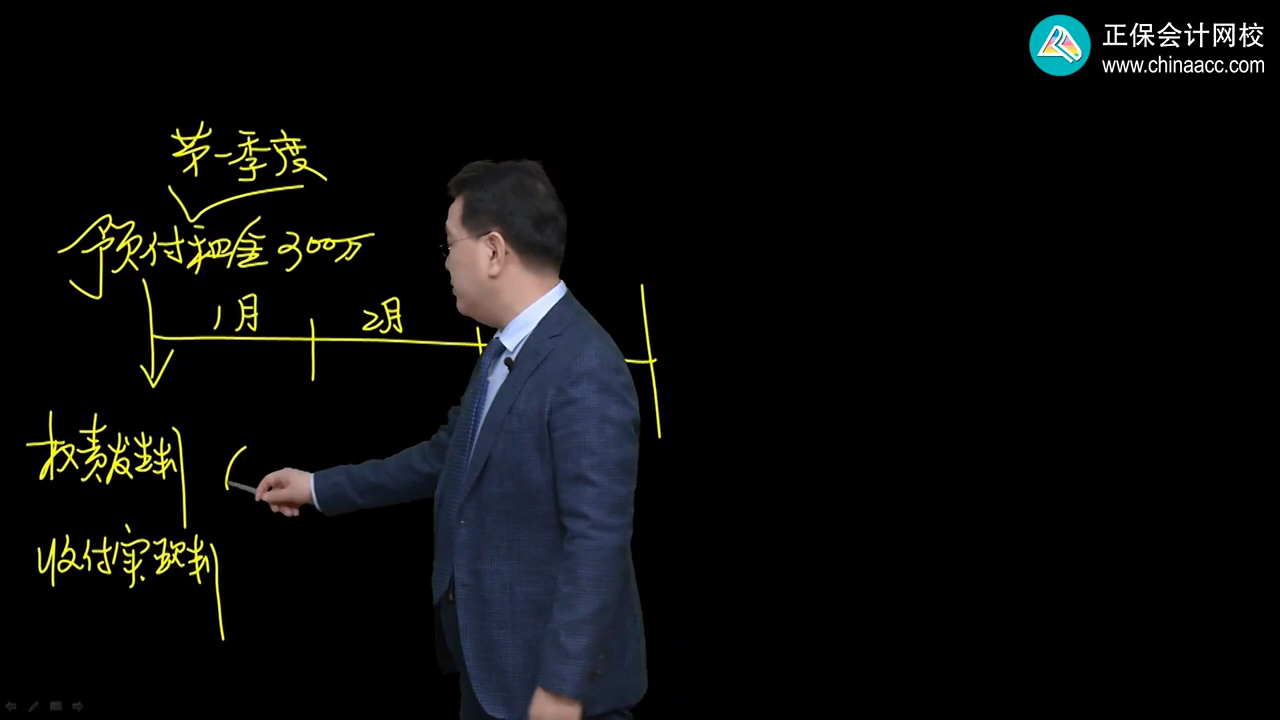 正保会计网校
www.chinaacc.com
第一季度
预付租金300万
1月 2月
权责发生制
收付实现制